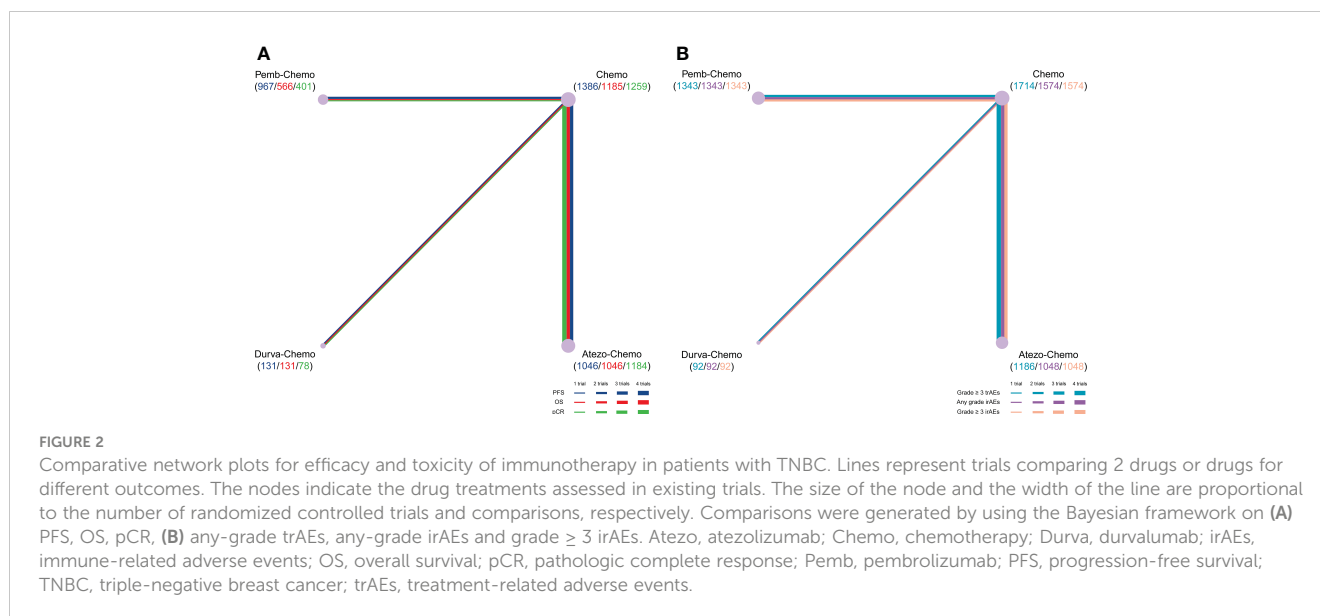 A
B
Pemb-Chemo
(967/566/401)
Chemo
(1386/1185/1259)
Pemb-Chemo
(1343/1343/1343)
Chemo
(1714/1574/1574)
Durva-Chemo
(131/131/78)
Atezo-Chemo
(1046/1046/1184)
Durva-Chemo
(92/92/92)
Atezo-Chemo
(1186/1048/1048)
1 trial 2 trials 3 trials 4 trials
PFS
OS
pCR
1 trial 2 trials 3 trials 4 trials
Grade ≥ 3 trAEs
Any grade irAEs
Grade ≥ 3 irAEs
FIGURE 2
Comparative network plots for efficacy and toxicity of immunotherapy in patients with TNBC. Lines represent trials comparing 2 drugs or drugs for
different outcomes. The nodes indicate the drug treatments assessed in existing trials. The size of the node and the width of the line are proportional
to the number of randomized controlled trials and comparisons, respectively. Comparisons were generated by using the Bayesian framework on (A)
PFS, OS, pCR, (B) any-grade trAEs, any-grade irAEs and grade ≥ 3 irAEs. Atezo, atezolizumab; Chemo, chemotherapy; Durva, durvalumab; irAEs,
immune-related adverse events; OS, overall survival; pCR, pathologic complete response; Pemb, pembrolizumab; PFS, progression-free survival;
TNBC, triple-negative breast cancer; trAEs, treatment-related adverse events.